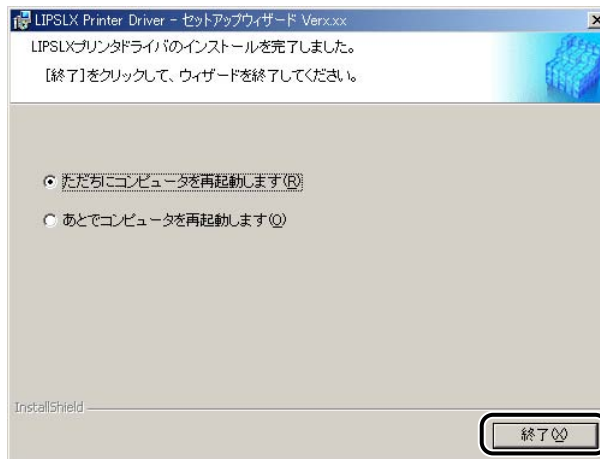 LIPSLX Printer Driver - セットアップウィザード Verx.xx
LIPSLXプリンタドライバのインストールを完了しました。
［終了］をクリックして、ウィザードを終了してください。
ただちにコンピュータを再起動します(R)
あとでコンピュータを再起動します(O)
InstallShield
終了(X)